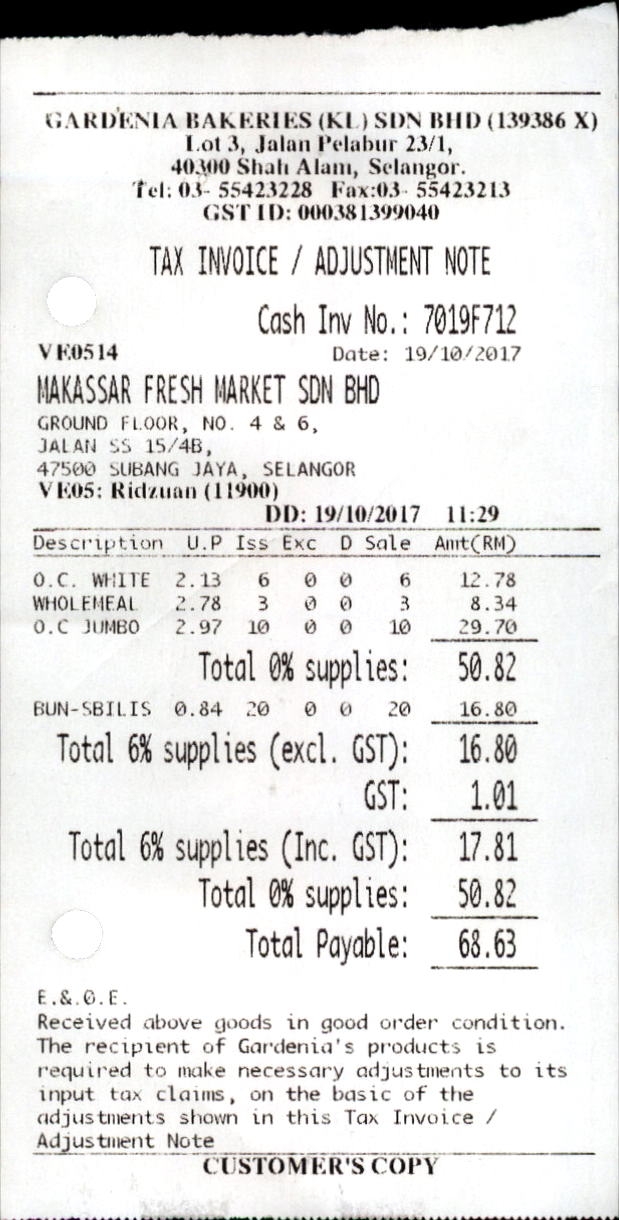 GARDENIA BAKERIES (KL) SDN BHD (139386 X)
Lot 3, Jalan Pelabur 23/1,
40300 Shah Alam, Selangor.
Tel: 03- 55423228 Fax:03- 55423213
GST ID: 000381399040
TAX INVOICE / ADJUSTMENT NOTE
Cash Inv No.: 7019F712
VE0514 Date: 19/10/2017
MAKASSAR FRESH MARKET SDN BHD
GROUND FLOOR, NO. 4 & 6,
JALAN SS 15/4B,
47500 SUBANG JAYA, SELANGOR
VE05: Ridzuan (11900)
DD: 19/10/2017 11:29
Description U.P Iss Exc D Sale Amt(RM)
O.C. WHITE 2.13 6 0 0 6 12.78
WHOLEMEAL 2.78 3 0 0 3 8.34
O.C JUMBO 2.97 10 0 0 10 29.70
Total 0% supplies: 50.82
BUN-SBILIS 0.84 20 0 0 20 16.80
Total 6% supplies (excl. GST): 16.80
GST: 1.01
Total 6% supplies (Inc. GST): 17.81
Total 0% supplies: 50.82
Total Payable: 68.63
E.&.O.E.
Received above goods in good order condition.
The recipient of Gardenia's products is
required to make necessary adjustments to its
input tax claims, on the basic of the
adjustments shown in this Tax Invoice /
Adjustment Note
CUSTOMER'S COPY